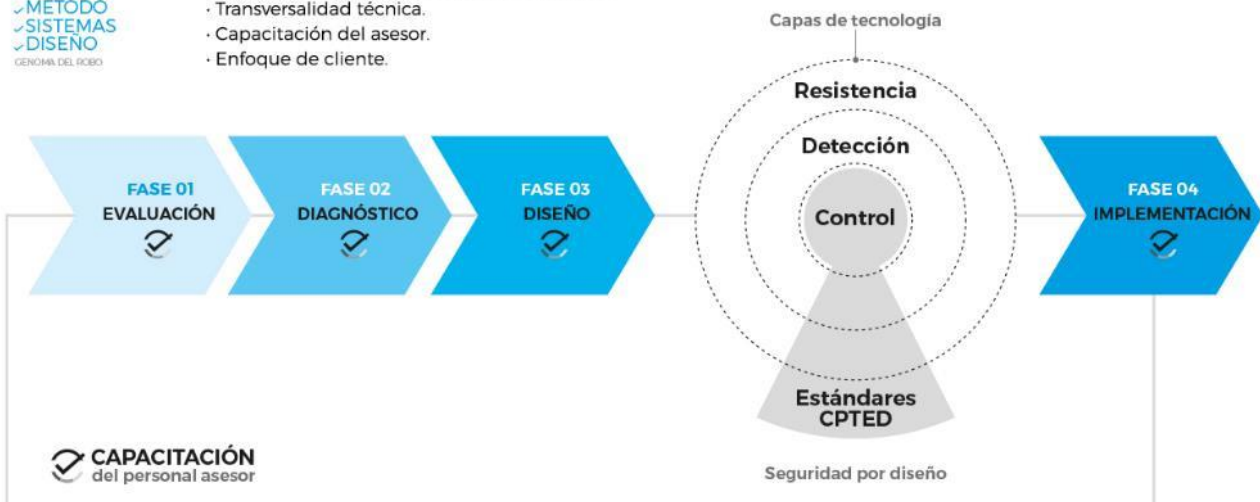 METODO
SISTEMAS
DISEÑO
GENOMA DEL ROBO
· Transversalidad técnica.
· Capacitación del asesor.
· Enfoque de cliente.
Capas de tecnología
Resistencia
Detección
Control
Estándares
CPTED
Seguridad por diseño
FASE 01
EVALUACIÓN
FASE 02
DIAGNÓSTICO
FASE 03
DISEÑO
FASE 04
IMPLEMENTACIÓN
CAPACITACIÓN
del personal asesor